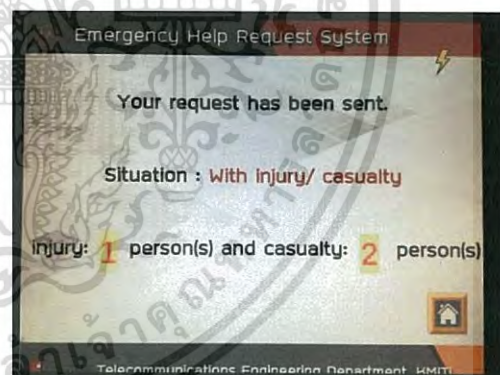 Emergency Help Request System
Your request has been sent.
Situation : With injury/ casualty
injury: 1 person(s) and casualty: 2 person(s)
Telecommunications Engineering Department, KMITL